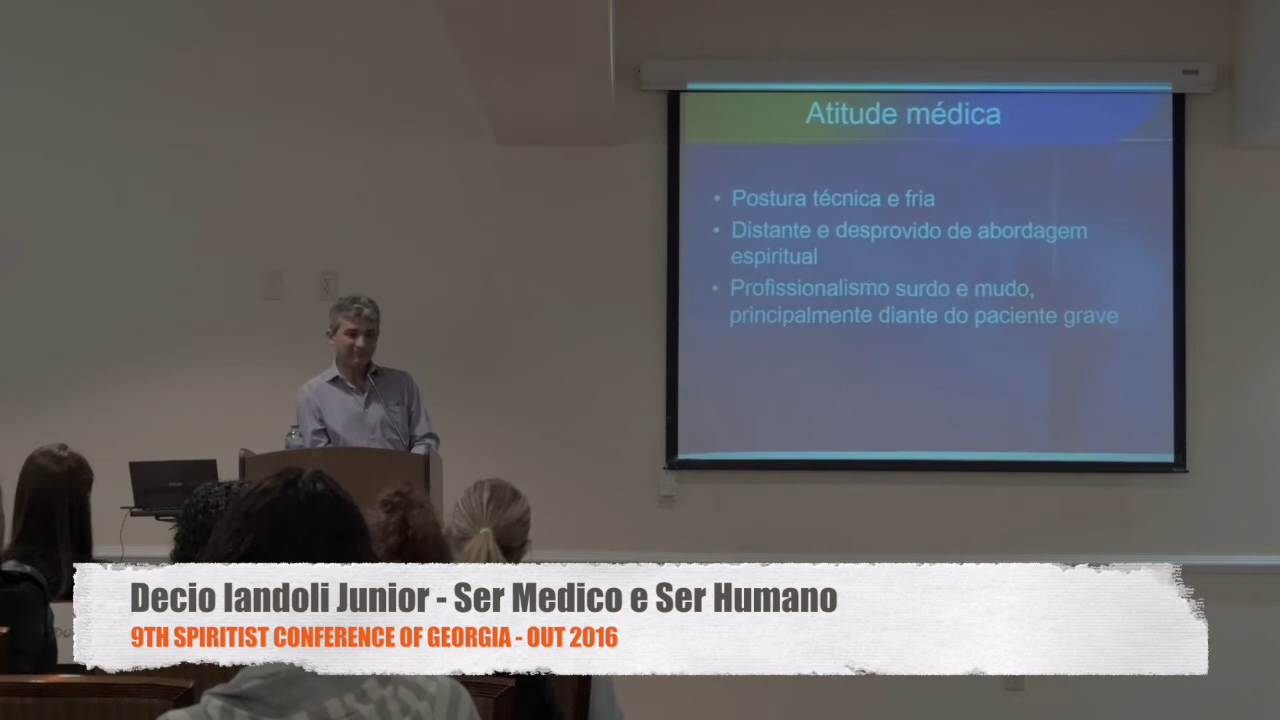 Atitude médica
• Postura técnica e fria
• Distante e desprovido de abordagem
espiritual
• Profissionalismo surdo e mudo,
principalmente diante do paciente grave
Decio Iandoli Junior - Ser Medico e Ser Humano
9TH SPIRITIST CONFERENCE OF GEORGIA - OUT 2016